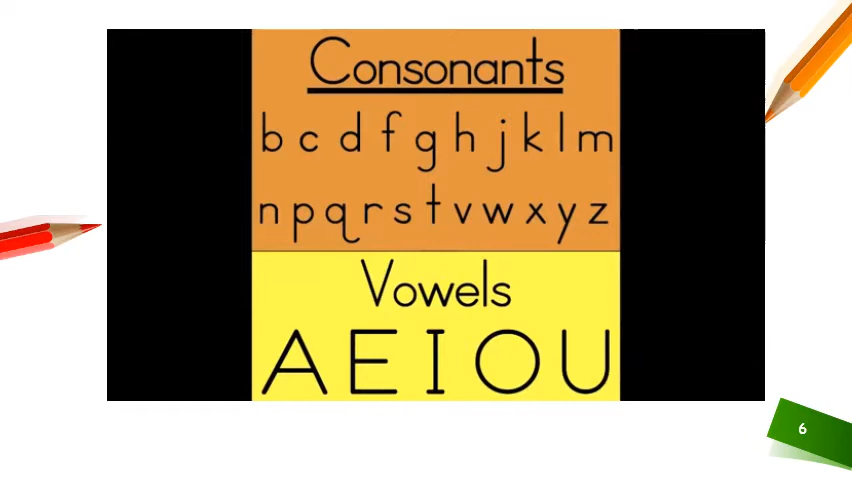 Consonants
b c d f g h j k l m
n p q r s t v w x y z
Vowels
A E I O U
6